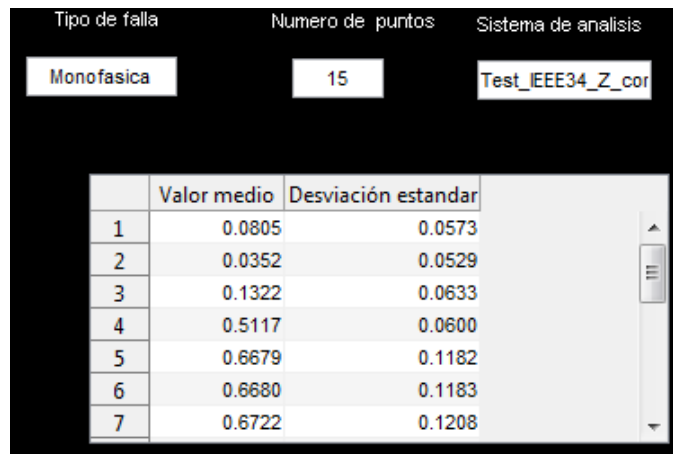 Tipo de falla Numero de puntos Sistema de analisis
Monofasica 15 Test_IEEE34_Z_cor
Valor medio Desviación estandar
1 0.0805 0.0573
2 0.0352 0.0529
3 0.1322 0.0633
4 0.5117 0.0600
5 0.6679 0.1182
6 0.6680 0.1183
7 0.6722 0.1208